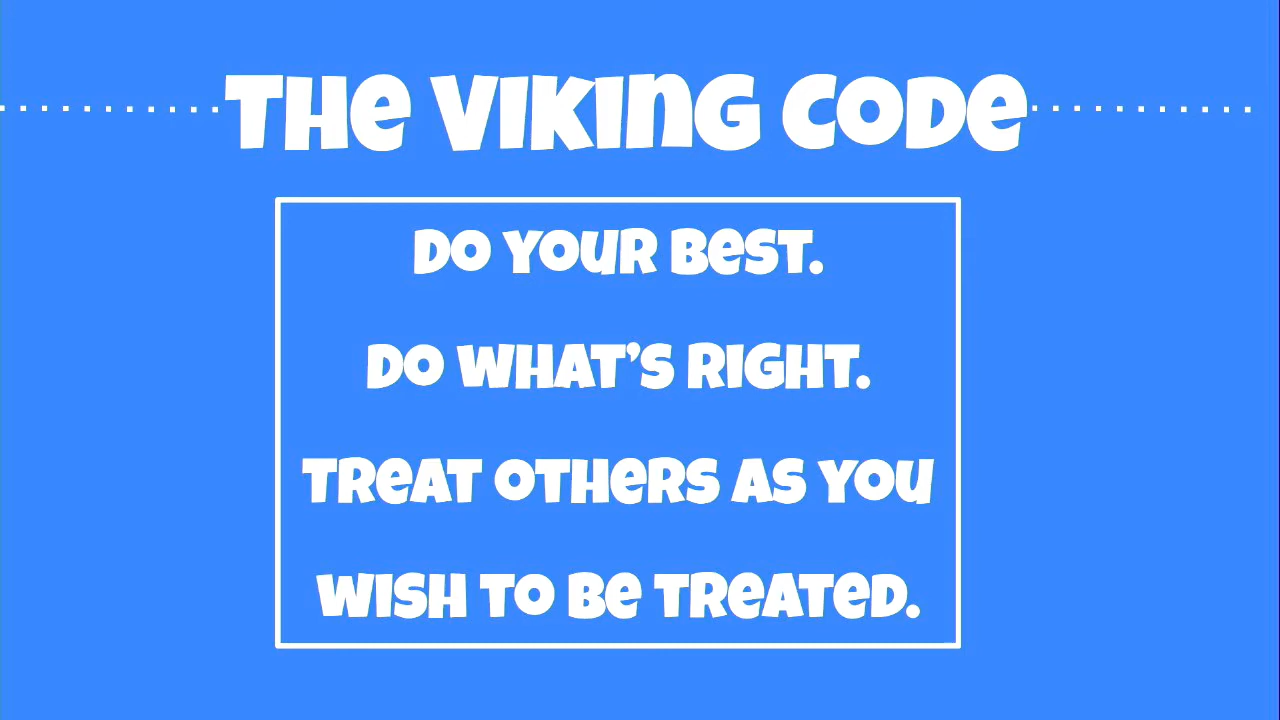 THE VIKING CODE
DO YOUR BEST.
DO WHAT'S RIGHT.
TREAT OTHERS AS YOU
WISH TO BE TREATED.